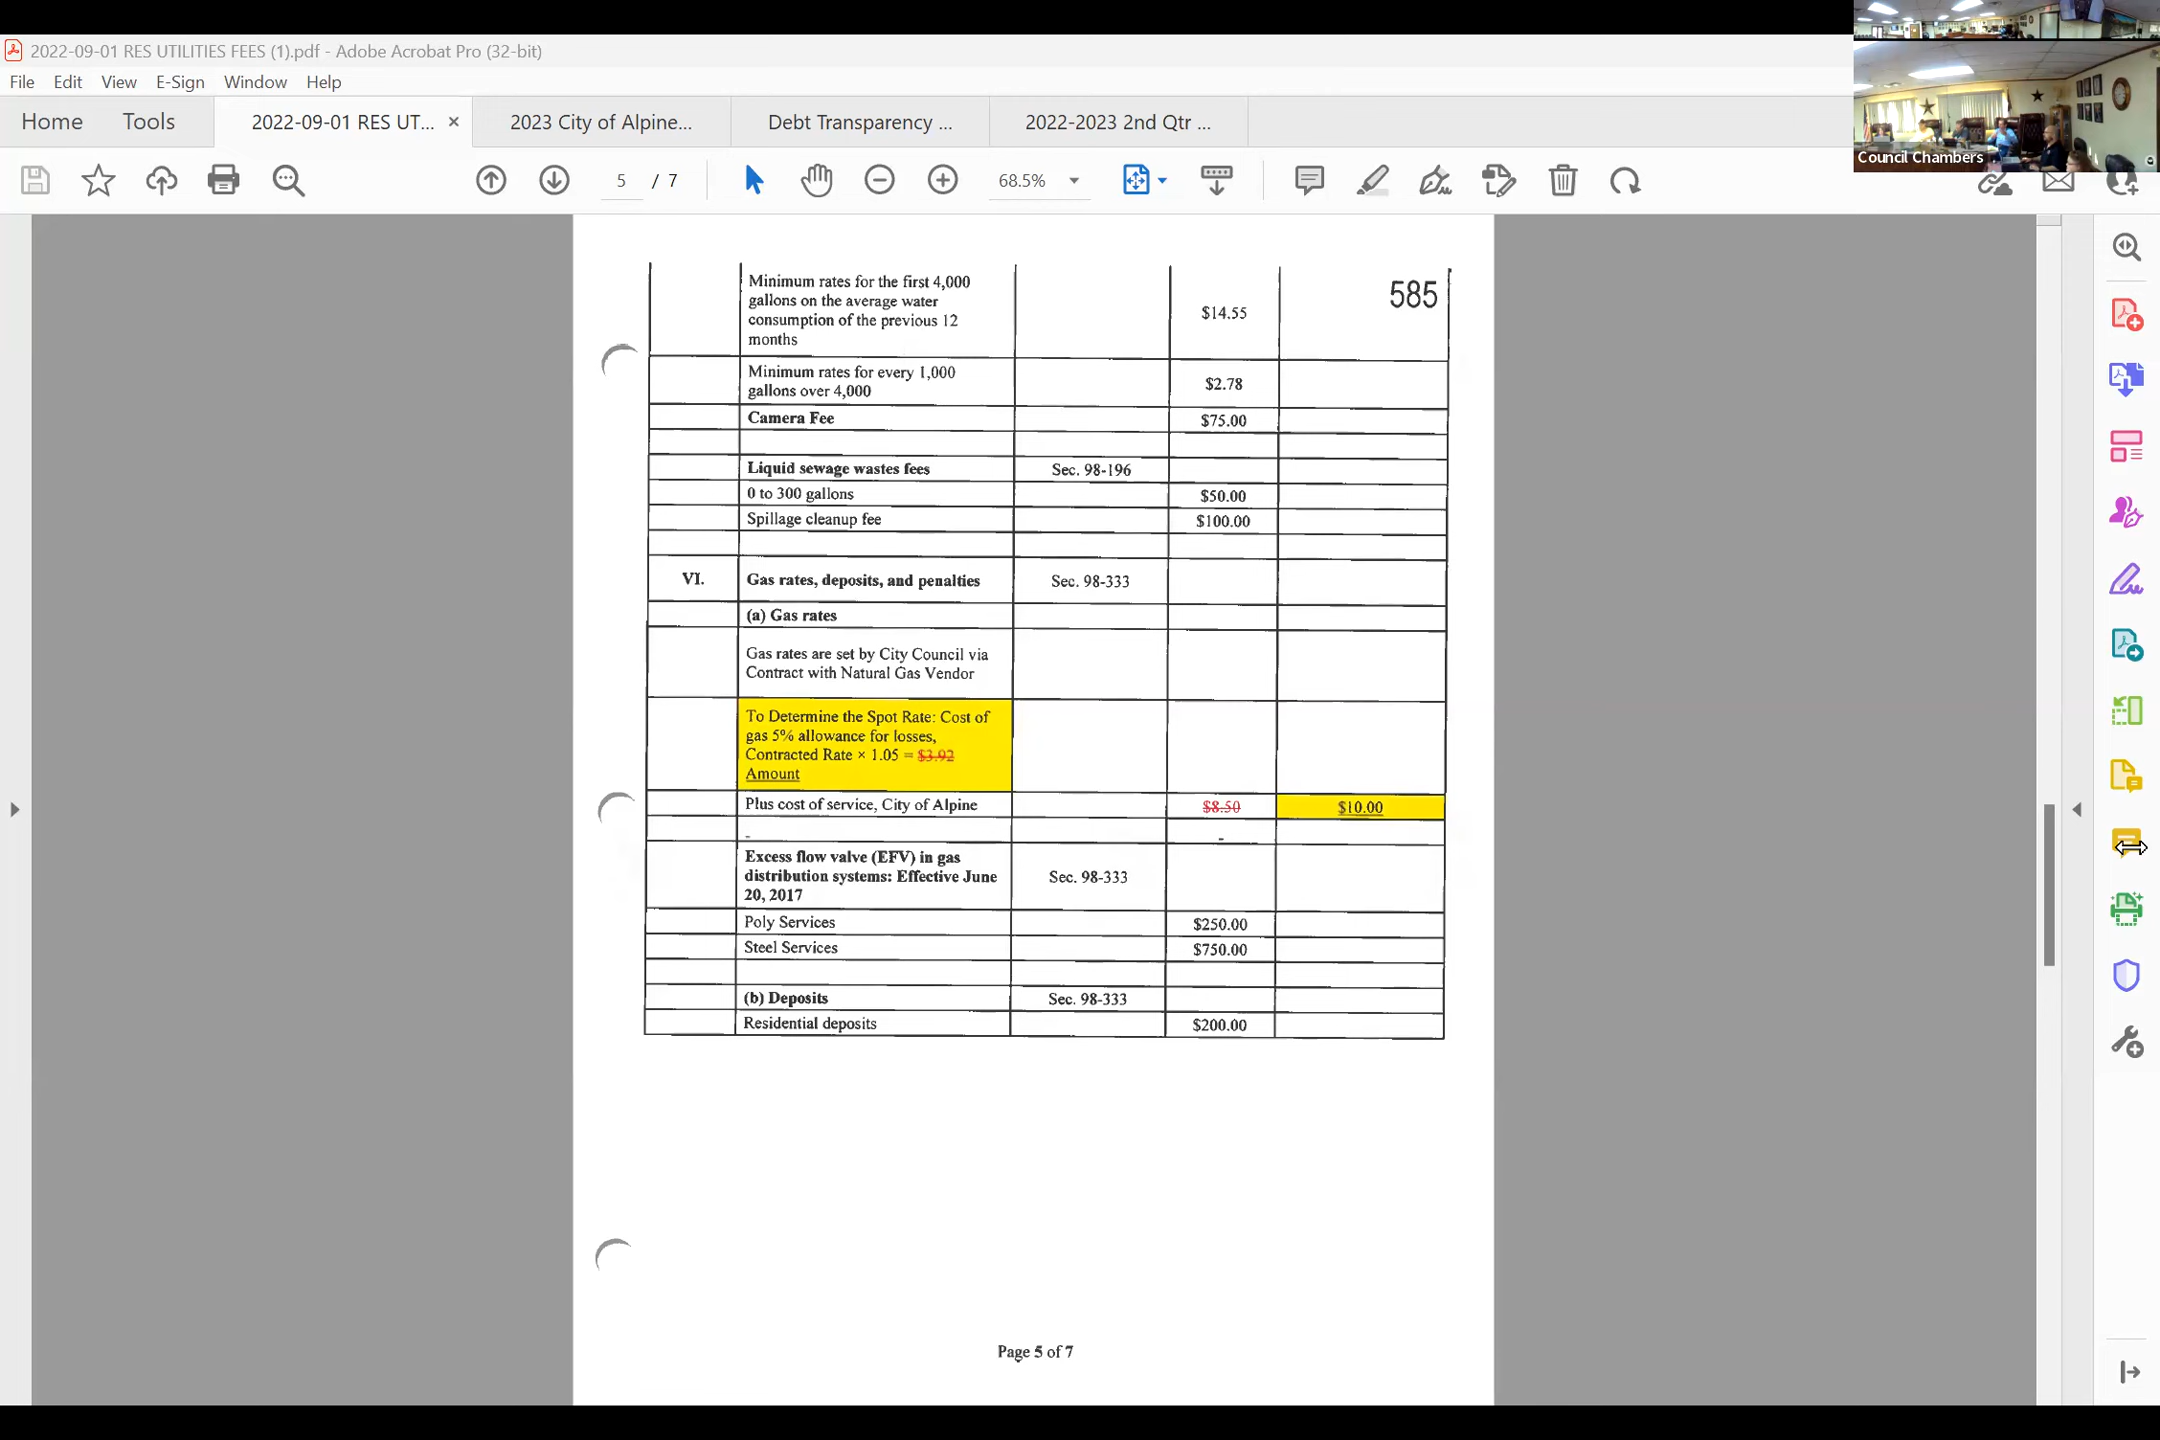 2022-09-01 RES UTILITIES FEES (1).pdf - Adobe Acrobat Pro (32-bit)
File Edit View E-Sign Window Help
Home Tools 2022-09-01 RES UT... × 2023 City of Alpine... Debt Transparency ... 2022-2023 2nd Qtr ...
5 / 7 68.5%
Council Chambers
585
Minimum rates for the first 4,000
gallons on the average water
consumption of the previous 12
months
$14.55
Minimum rates for every 1,000
gallons over 4,000
$2.78
Camera Fee $75.00
Liquid sewage wastes fees Sec. 98-196
0 to 300 gallons $50.00
Spillage cleanup fee $100.00
VI. Gas rates, deposits, and penalties Sec. 98-333
(a) Gas rates
Gas rates are set by City Council via
Contract with Natural Gas Vendor
To Determine the Spot Rate: Cost of
gas 5% allowance for losses,
Contracted Rate × 1.05 = $3.92
Amount
Plus cost of service, City of Alpine $8.50 $10.00
- -
Excess flow valve (EFV) in gas
distribution systems: Effective June
20, 2017
Sec. 98-333
Poly Services $250.00
Steel Services $750.00
(b) Deposits Sec. 98-333
Residential deposits $200.00
Page 5 of 7